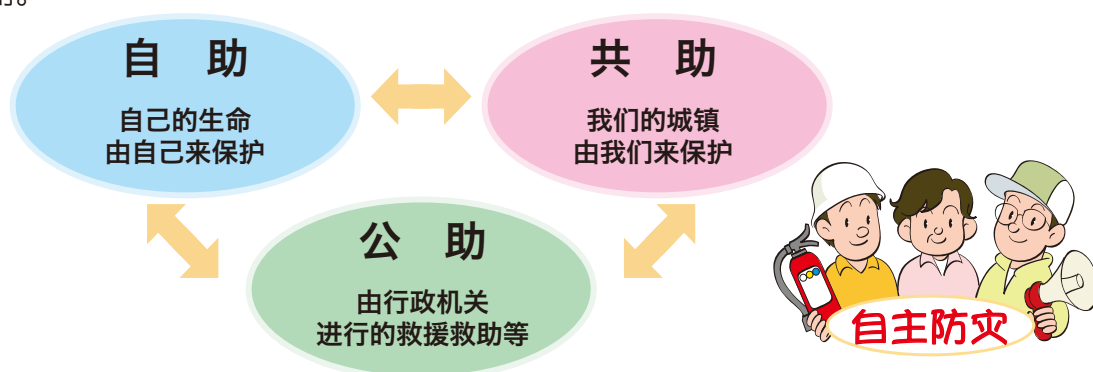 自 助
自己的生命
由自己来保护
共 助
我们的城镇
由我们来保护
公 助
由行政机关
进行的救援救助等
自主防灾